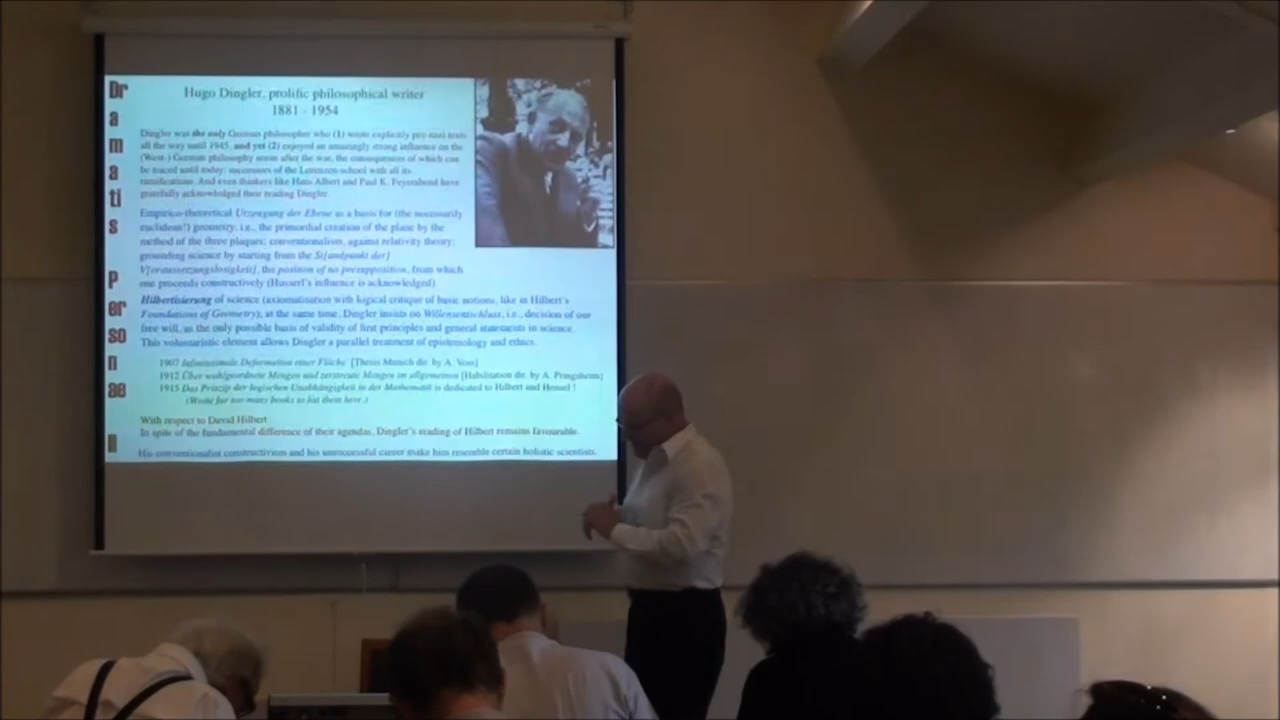 Dramatis Personae II
Hugo Dingler, prolific philosophical writer
1881 - 1954
Dingler was the only German philosopher who (1) wrote explicitly pro-nazi texts
all the way until 1945, and yet (2) enjoyed an amazingly strong influence on the
(West-) German philosophy scene after the war, the consequences of which can
be traced until today: successors of the Lorenzen-school with all its
ramifications. And even thinkers like Hans Albert and Paul K. Feyerabend have
gratefully acknowledged their reading Dingler.
Empirico-theoretical Urzeugung der Ebene as a basis for (the necessarily
euclidean!) geometry, i.e., the primordial creation of the plane by the
method of the three plaques; conventionalism, against relativity theory;
grounding science by starting from the St[andpunkt der]
V[oraussetzungslosigkeit], the position of no presupposition, from which
one proceeds constructively (Husserl's influence is acknowledged)
Hilbertisierung of science (axiomatisation with logical critique of basic notions, like in Hilbert's
Foundations of Geometry); at the same time, Dingler insists on Willensentschluss, i.e., decision of our
free will, as the only possible basis of validity of first principles and general statements in science.
This voluntaristic element allows Dingler a parallel treatment of epistemology and ethics.
1907 Infinitesimale Deformation einer Fläche [Thesis Munich dir. by A. Voss]
1912 Über wohlgeordnete Mengen und zerstreute Mengen im allgemeinen [Habilitation dir. by A. Pringsheim]
1915 Das Prinzip der logischen Unabhängigkeit in der Mathematik is dedicated to Hilbert und Hensel !
(Wrote far too many books to list them here.)
With respect to David Hilbert
In spite of the fundamental difference of their agendas, Dingler's reading of Hilbert remains favourable.
His conventionalist constructivism and his unsuccessful career make him resemble certain holistic scientists.